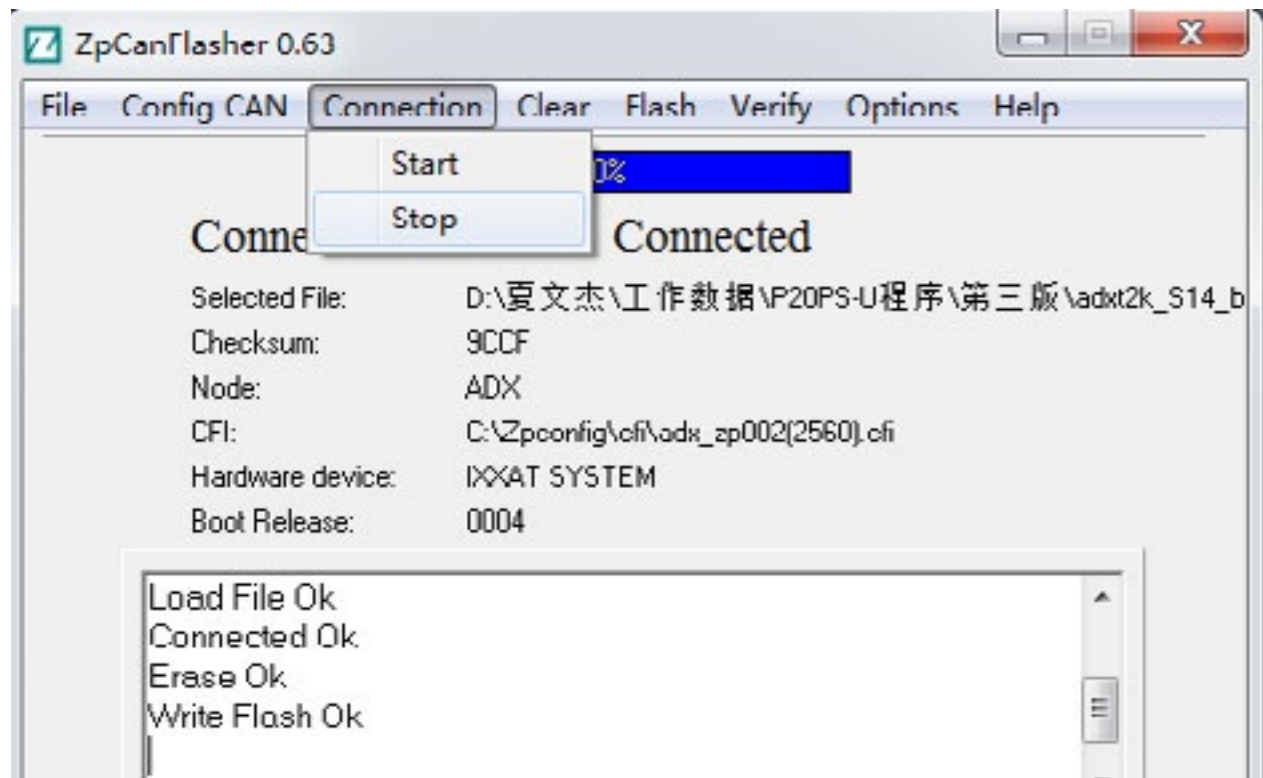 ZpCanFlasher 0.63
File Config CAN Connection Clear Flash Verify Options Help
Start
0%
Stop
Conne Connected
Selected File: D:\夏文杰\工作数据\P20PS-U程序\第三版\adxt2k_S14_b
Checksum: 9CCF
Node: ADX
CFI: C:\Zpconfig\cfi\adx_zp002(2560).cfi
Hardware device: IXXAT SYSTEM
Boot Release: 0004
Load File Ok
Connected Ok
Erase Ok
Write Flash Ok